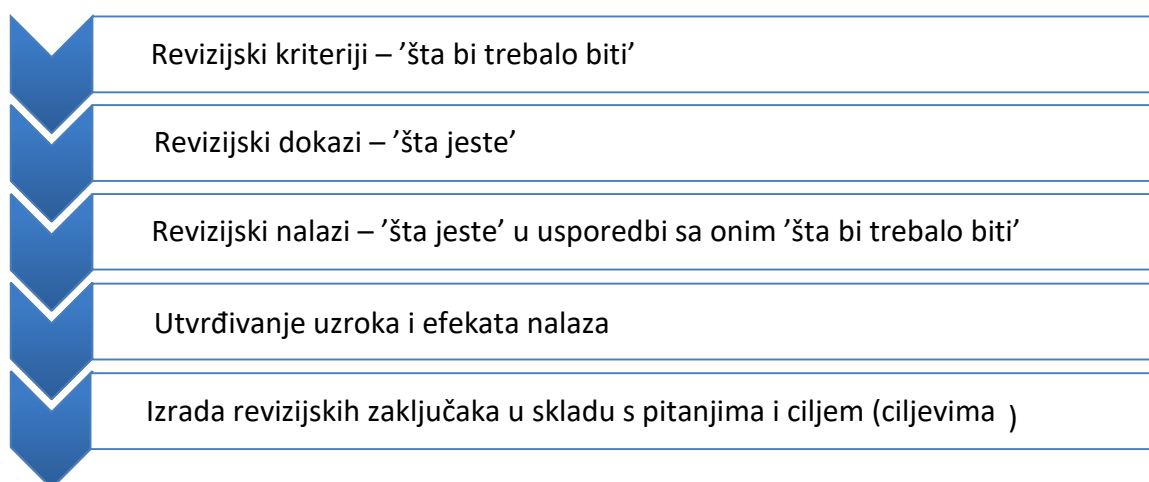 Revizijski kriteriji – ’šta bi trebalo biti’
Revizijski dokazi – ’šta jeste’
Revizijski nalazi – ’šta jeste’ u usporedbi sa onim ’šta bi trebalo biti’
Utvrđivanje uzroka i efekata nalaza
Izrada revizijskih zaključaka u skladu s pitanjima i ciljem (ciljevima )